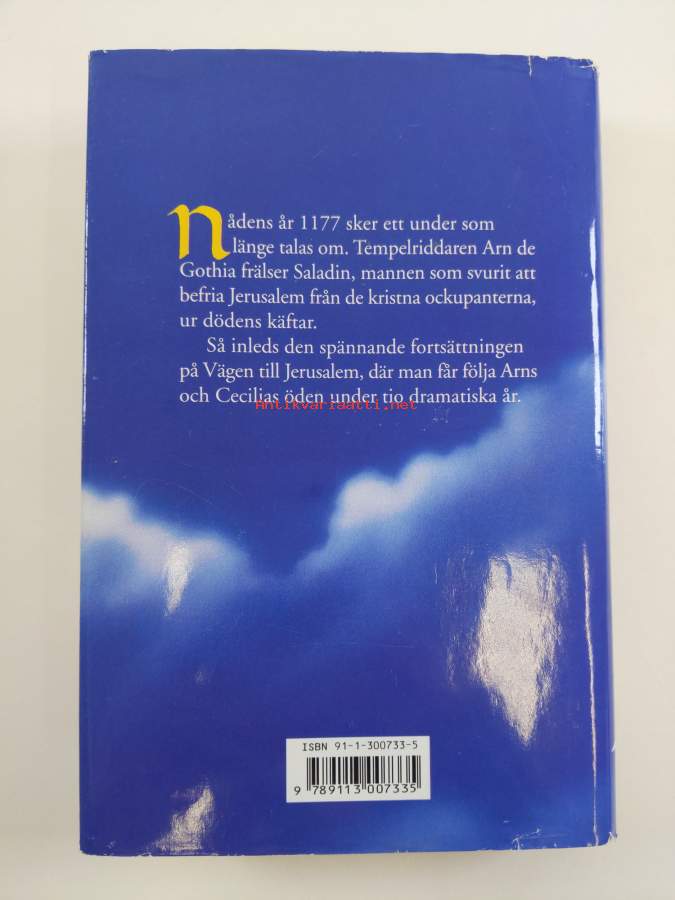 Nådens år 1177 sker ett under som
länge talas om. Tempelriddaren Arn de
Gothia frälser Saladin, mannen som svurit att
befria Jerusalem från de kristna ockupanterna,
ur dödens käftar.
Så inleds den spännande fortsättningen
på Vägen till Jerusalem, där man får följa Arns
och Cecilias öden under tio dramatiska år.
Antikvariaatti.net
ISBN 91-1-300733-5
9 789113 007335